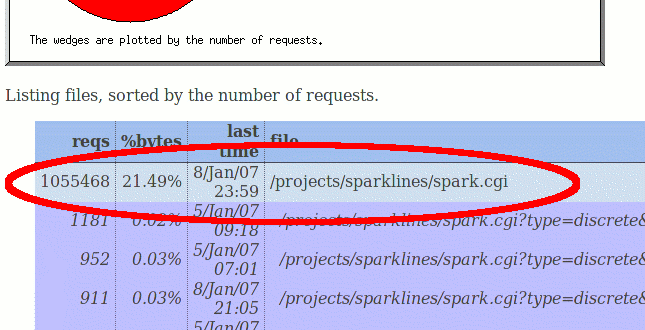 The wedges are plotted by the number of requests.
Listing files, sorted by the number of requests.
reqs %bytes last time file
1055468 21.49% 8/Jan/07 23:59 /projects/sparklines/spark.cgi
1181 0.02% 5/Jan/07 09:18 /projects/sparklines/spark.cgi?type=discrete&
952 0.03% 5/Jan/07 07:01 /projects/sparklines/spark.cgi?type=discrete&
911 0.03% 8/Jan/07 21:05 /projects/sparklines/spark.cgi?type=discrete&
5/Jan/07